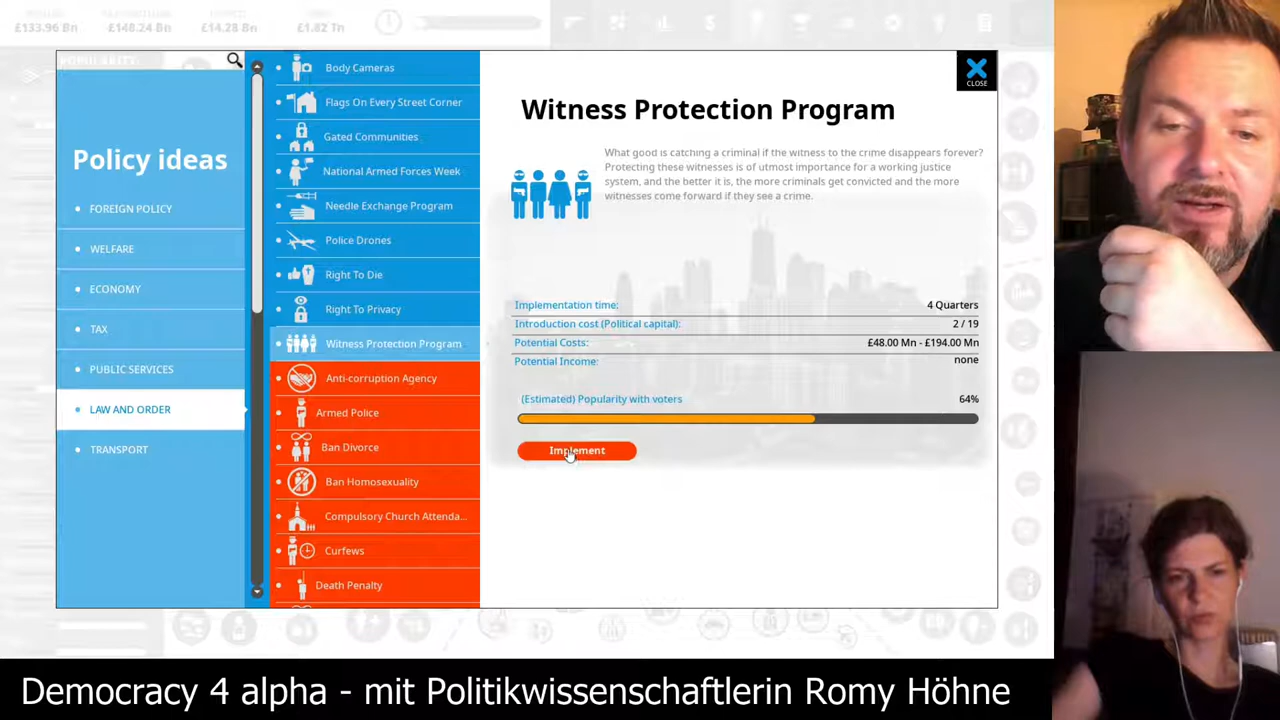 £133.96 Bn
£148.24 Bn
£14.28 Bn
£1.82 Tn
POPULARITY:
Policy ideas
FOREIGN POLICY
WELFARE
ECONOMY
TAX
PUBLIC SERVICES
LAW AND ORDER
TRANSPORT
Body Cameras
Flags On Every Street Corner
Gated Communities
National Armed Forces Week
Needle Exchange Program
Police Drones
Right To Die
Right To Privacy
Witness Protection Program
Anti-corruption Agency
Armed Police
Ban Divorce
Ban Homosexuality
Compulsory Church Attenda...
Curfews
Death Penalty
CLOSE
Witness Protection Program
What good is catching a criminal if the witness to the crime disappears forever?
Protecting these witnesses is of utmost importance for a working justice
system, and the better it is, the more criminals get convicted and the more
witnesses come forward if they see a crime.
Implementation time: 4 Quarters
Introduction cost (Political capital): 2 / 19
Potential Costs: £48.00 Mn - £194.00 Mn
Potential Income: none
(Estimated) Popularity with voters 64%
Implement
Democracy 4 alpha - mit Politikwissenschaftlerin Romy Höhne